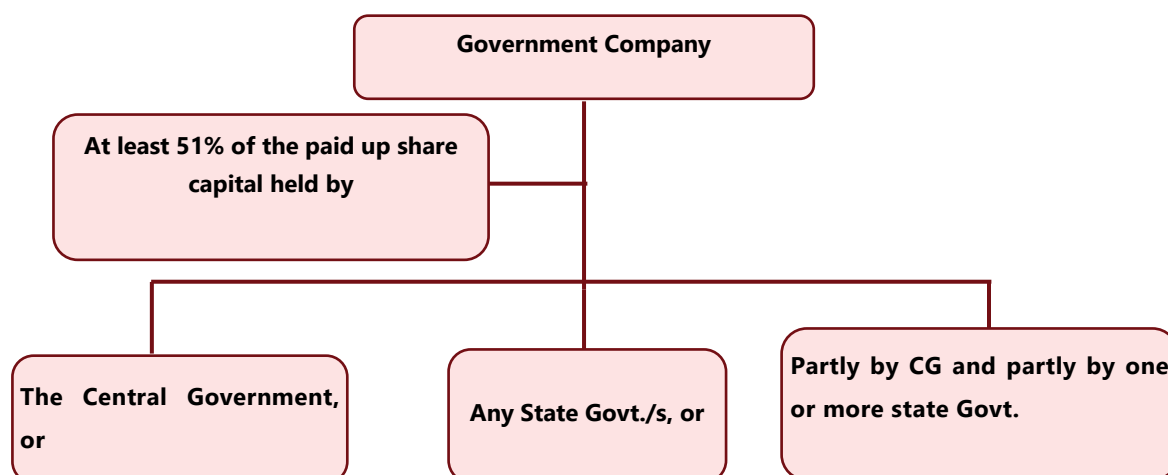 Government Company
At least 51% of the paid up share
capital held by
The Central Government,
or
Any State Govt./s, or
Partly by CG and partly by one
or more state Govt.